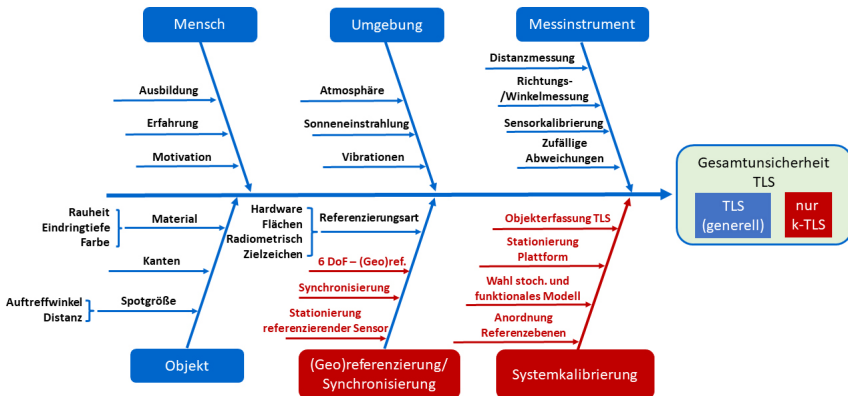 Mensch
Umgebung
Messinstrument
Ausbildung
Erfahrung
Motivation
Atmosphäre
Sonneneinstrahlung
Vibrationen
Distanzmessung
Richtungs-
/Winkelmessung
Sensorkalibrierung
Zufällige
Abweichungen
Gesamtunsicherheit
TLS
TLS
(generell)
nur
k-TLS
Rauheit
Eindringtiefe
Farbe
Material
Kanten
Auftreffwinkel
Distanz
Spotgröße
Hardware
Flächen
Radiometrisch
Zielzeichen
Referenzierungsart
6 DoF – (Geo)ref.
Synchronisierung
Stationierung
referenzierender Sensor
Objekterfassung TLS
Stationierung
Plattform
Wahl stoch. und
funktionales Modell
Anordnung
Referenzebenen
Objekt
(Geo)referenzierung/
Synchronisierung
Systemkalibrierung